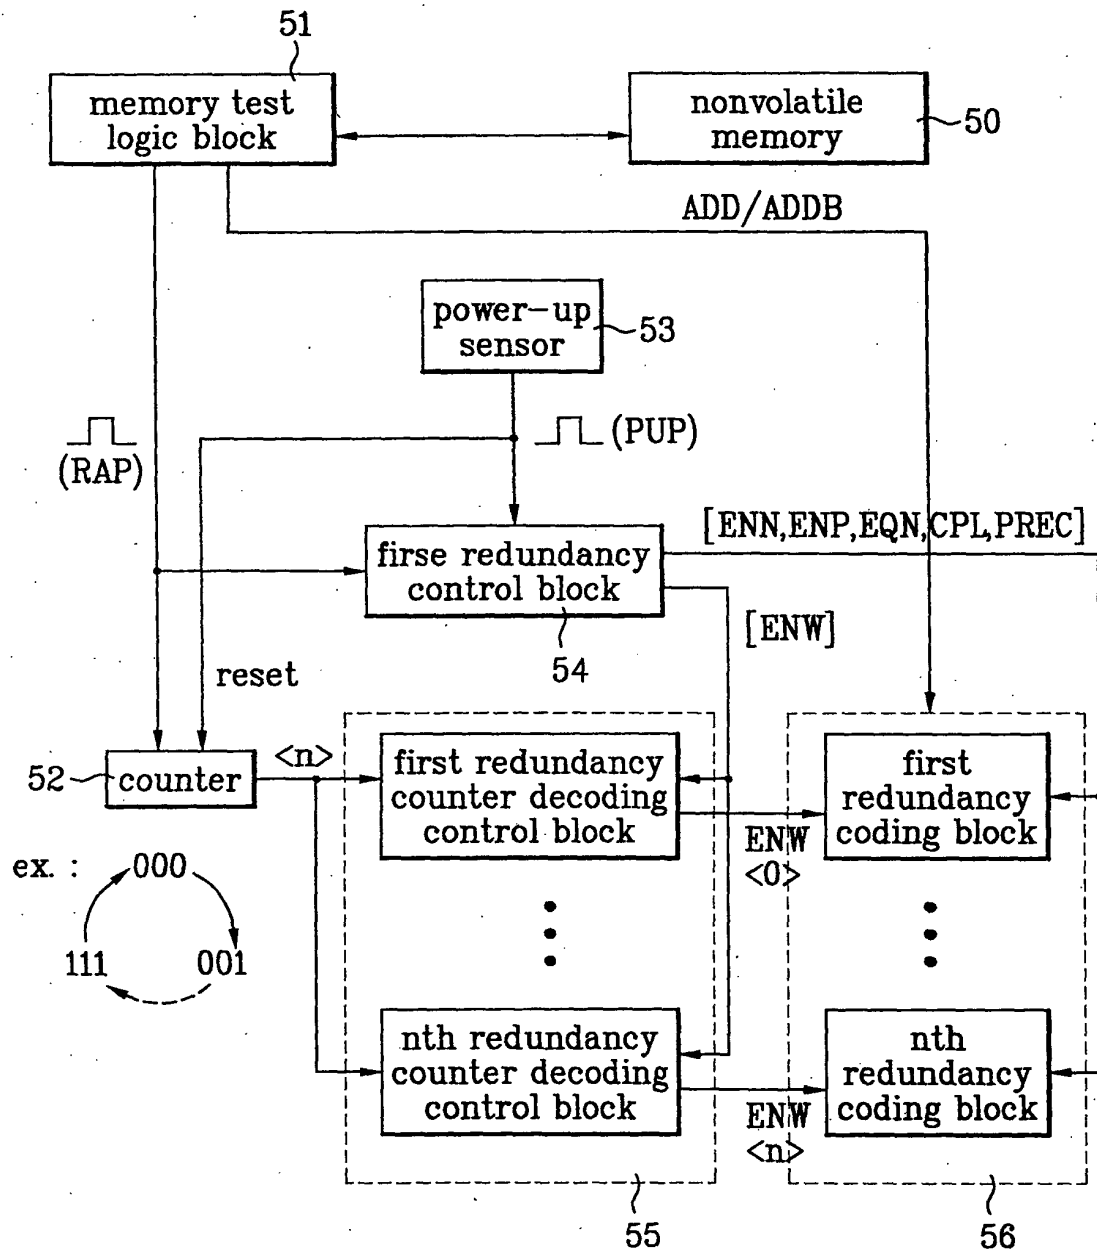 51
memory test
logic block
nonvolatile
memory
50
ADD/ADDB
power-up
sensor
53
(RAP)
(PUP)
[ENN,ENP,EQN,CPL,PREC]
firse redundancy
control block
[ENW]
54
reset
52
counter
<n>
first redundancy
counter decoding
control block
first
redundancy
coding block
ENW
<0>
ex. :
000
111
001
nth redundancy
counter decoding
control block
nth
redundancy
coding block
ENW
<n>
55
56